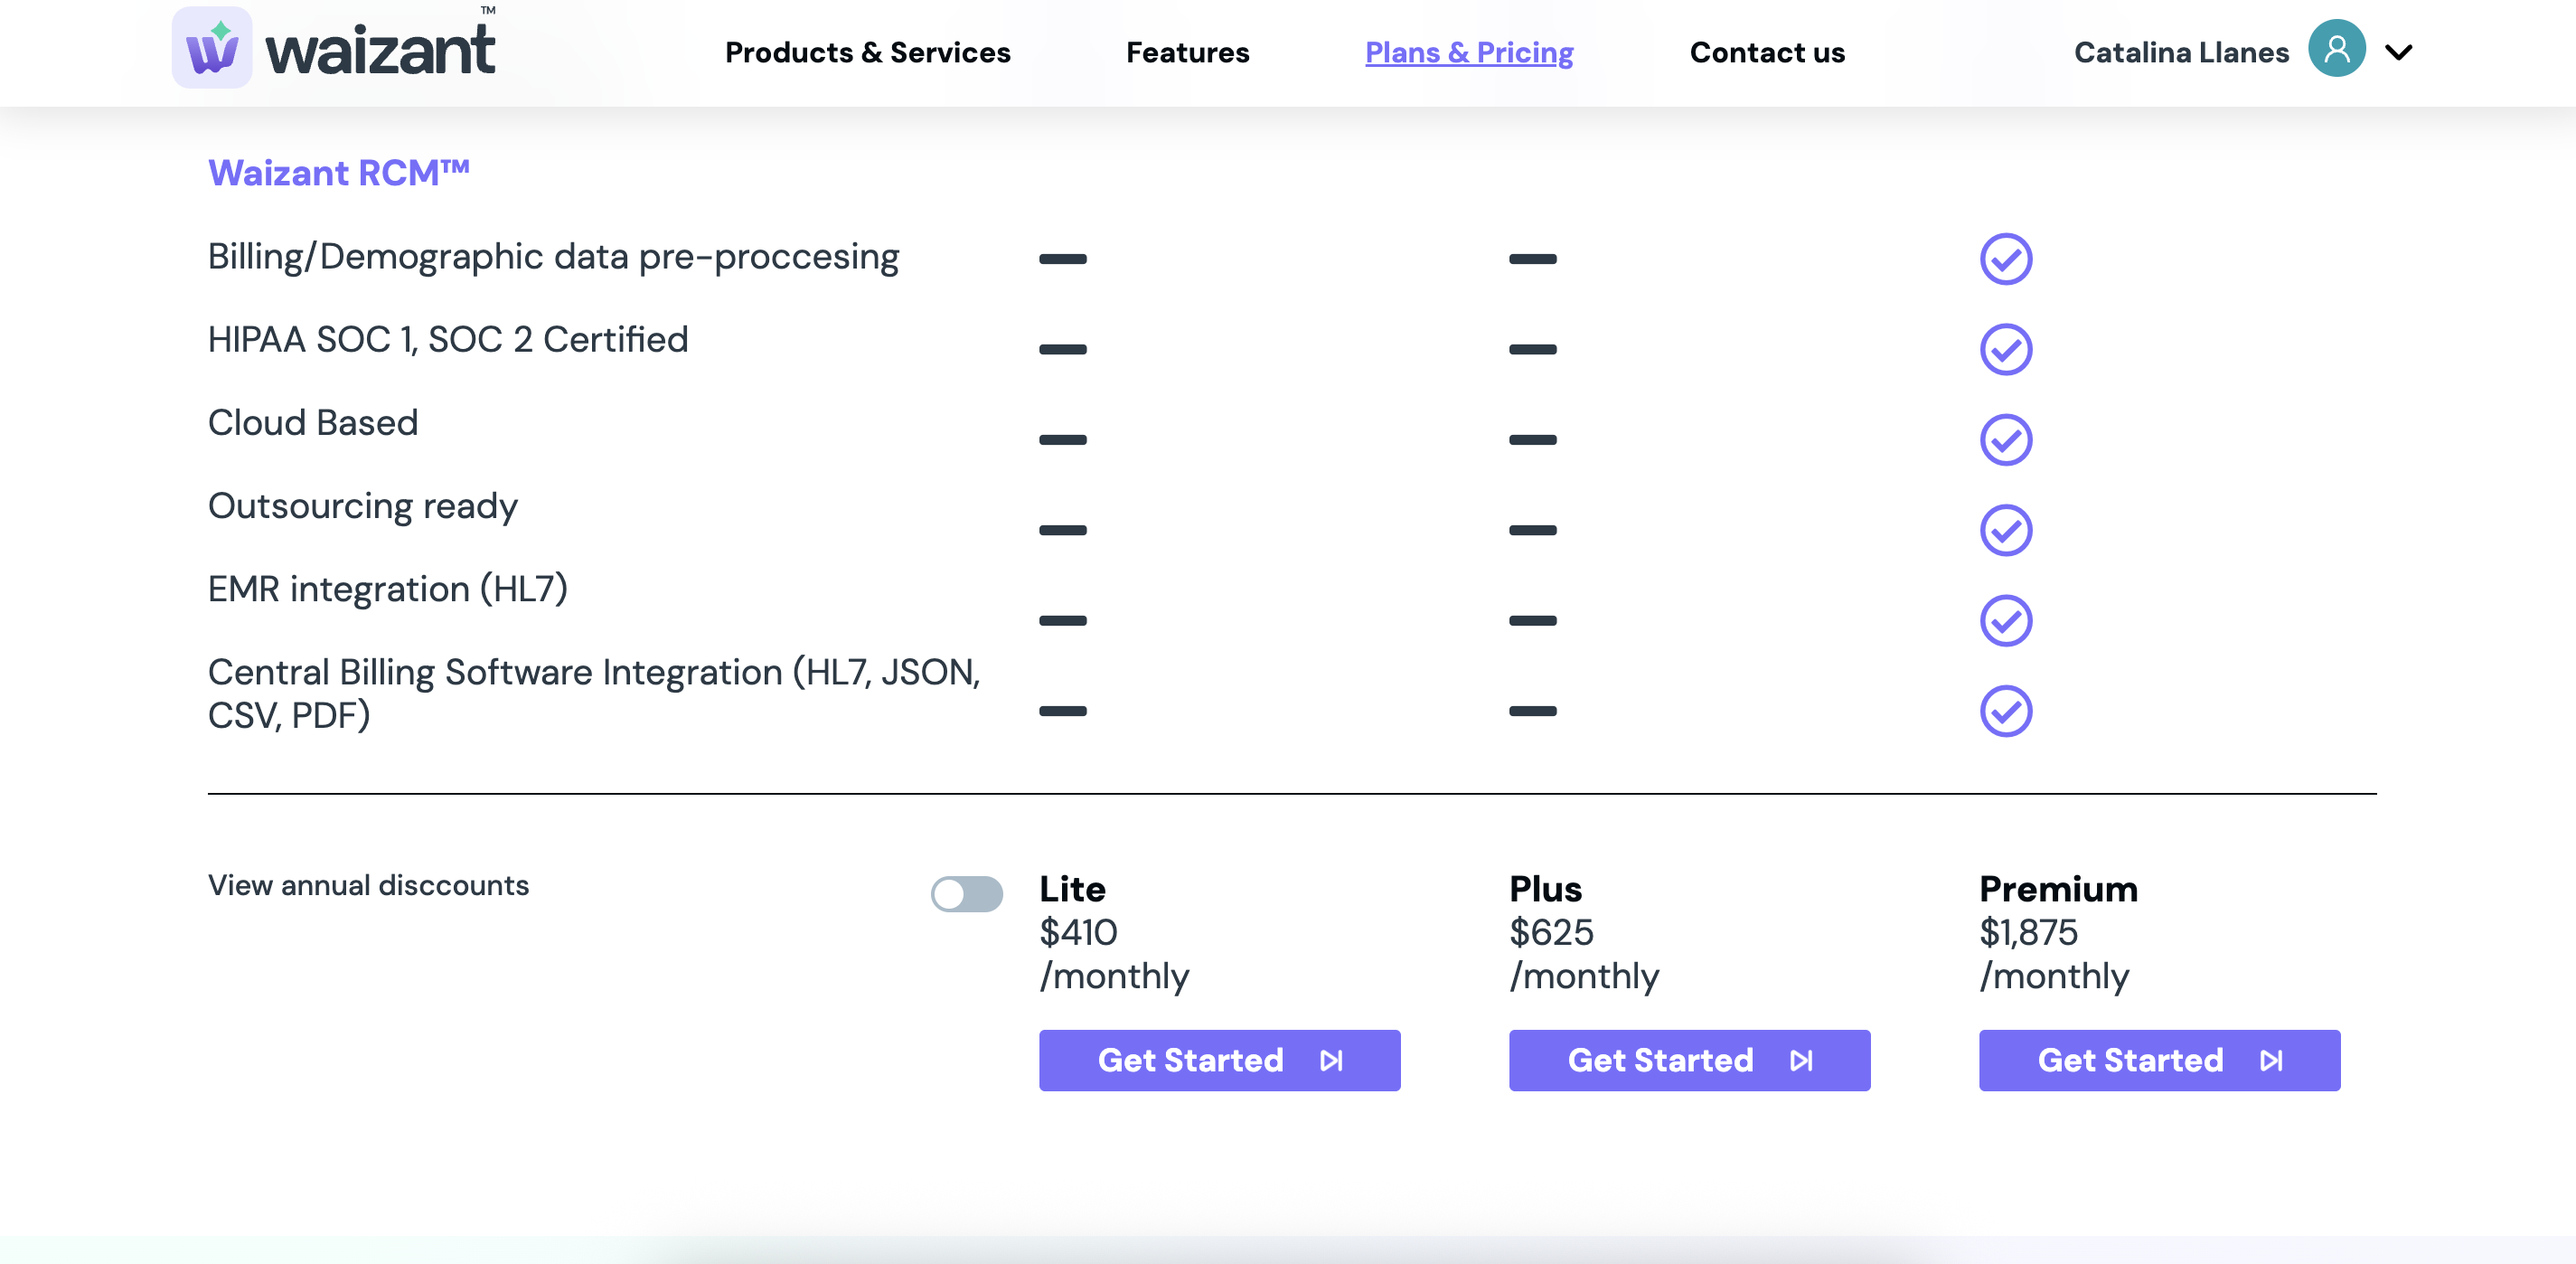 waizant™
Products & Services
Features
Plans & Pricing
Contact us
Catalina Llanes
Waizant RCM™
Billing/Demographic data pre-proccesing
HIPAA SOC 1, SOC 2 Certified
Cloud Based
Outsourcing ready
EMR integration (HL7)
Central Billing Software Integration (HL7, JSON,
CSV, PDF)
View annual disccounts
Lite
$410
/monthly
Get Started
Plus
$625
/monthly
Get Started
Premium
$1,875
/monthly
Get Started